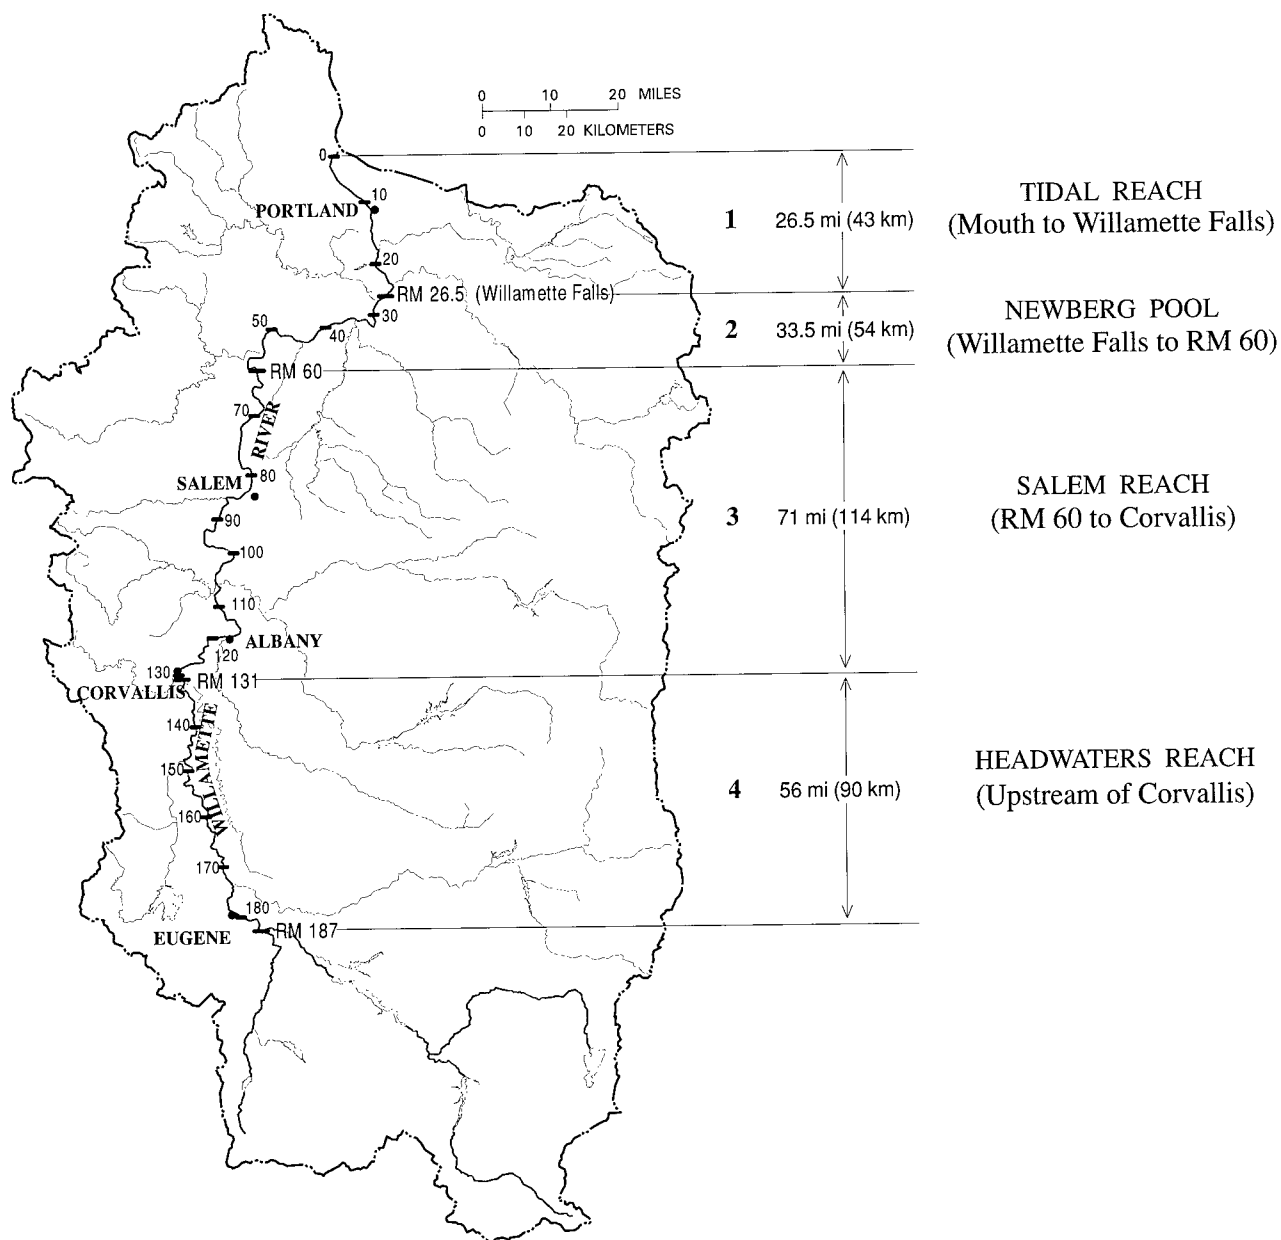 0 10 20 MILES
0 10 20 KILOMETERS
0
10
PORTLAND
20
RM 26.5 (Willamette Falls)
30
40
50
RM 60
70
RIVER
80
SALEM
90
100
110
ALBANY
120
130
RM 131
CORVALLIS
140
WILLAMETTE
150
160
170
180
EUGENE
RM 187
1 26.5 mi (43 km)
TIDAL REACH
(Mouth to Willamette Falls)
2 33.5 mi (54 km)
NEWBERG POOL
(Willamette Falls to RM 60)
3 71 mi (114 km)
SALEM REACH
(RM 60 to Corvallis)
4 56 mi (90 km)
HEADWATERS REACH
(Upstream of Corvallis)